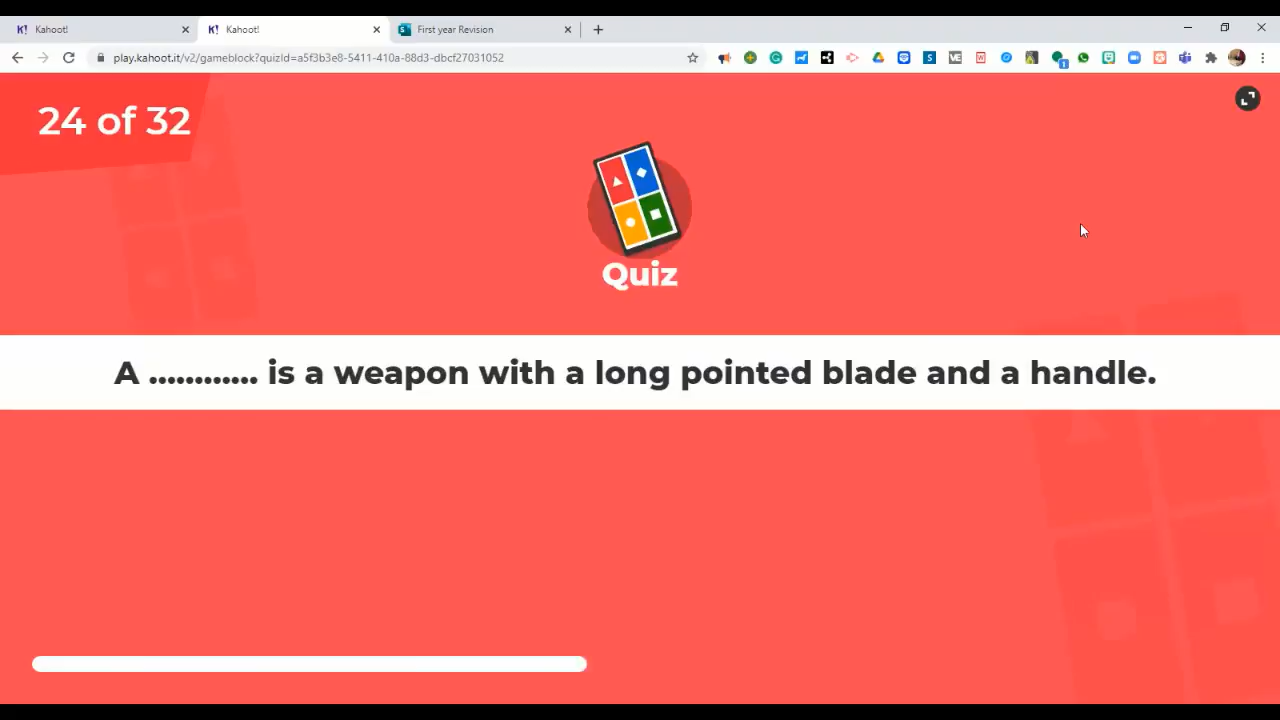 K! Kahoot!
K! Kahoot!
S First year Revision
play.kahoot.it/v2/gameblock?quizId=a5f3b3e8-5411-410a-88d3-dbcf27031052
24 of 32
Quiz
A ............ is a weapon with a long pointed blade and a handle.